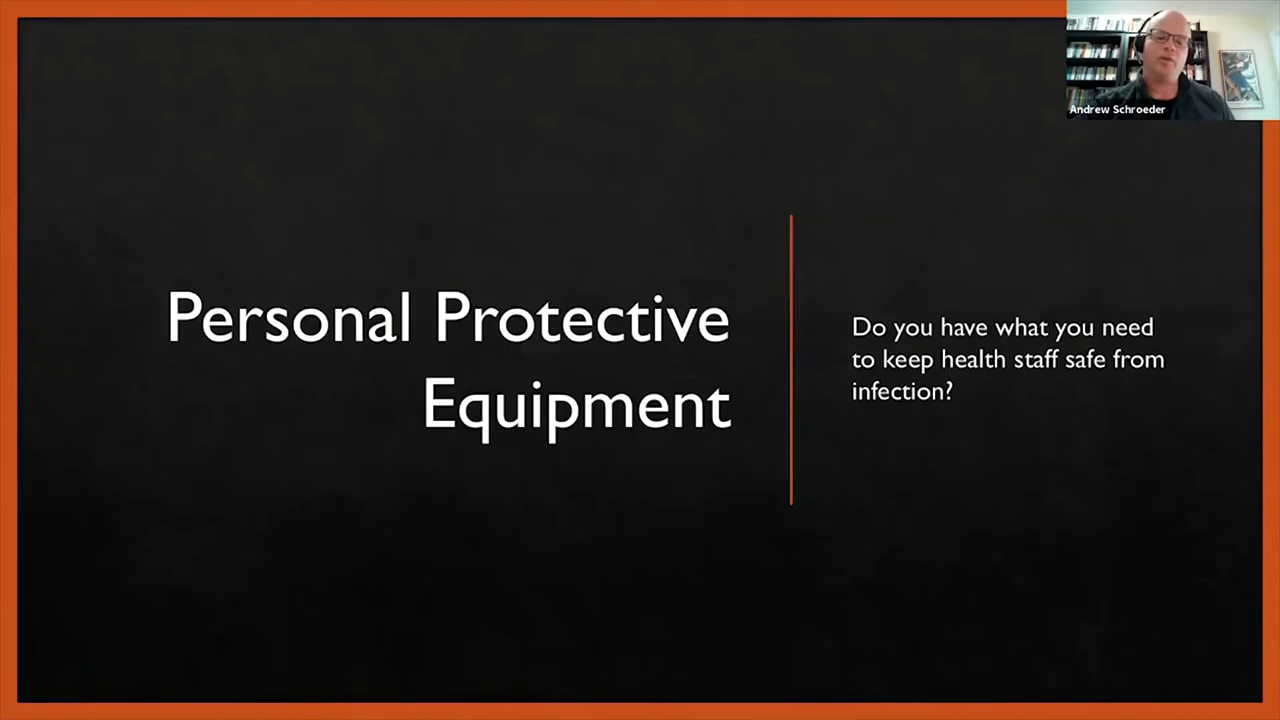 Andrew Schroeder
Personal Protective
Equipment
Do you have what you need
to keep health staff safe from
infection?